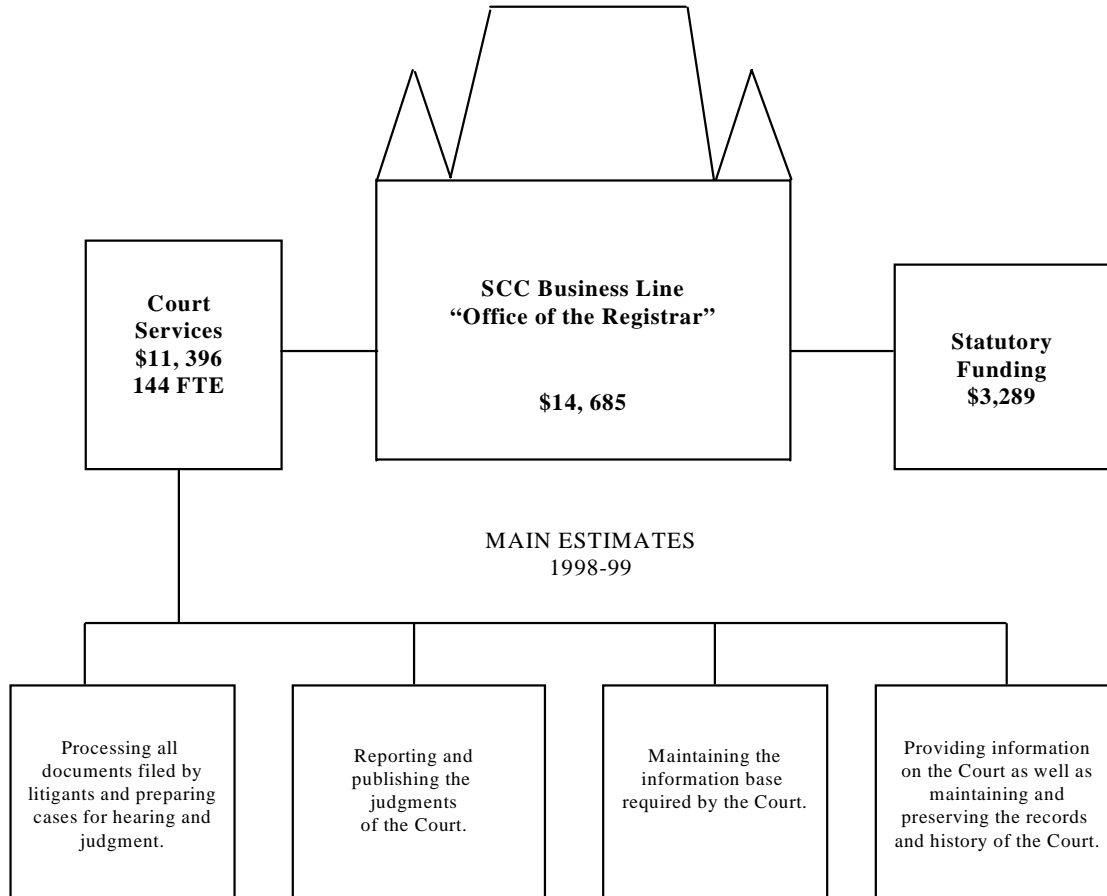 Court
Services
$11, 396
144 FTE
SCC Business Line
“Office of the Registrar”
$14, 685
Statutory
Funding
$3,289
MAIN ESTIMATES
1998-99
Processing all
documents filed by
litigants and preparing
cases for hearing and
judgment.
Reporting and
publishing the
judgments
of the Court.
Maintaining the
information base
required by the Court.
Providing information
on the Court as well as
maintaining and
preserving the records
and history of the Court.